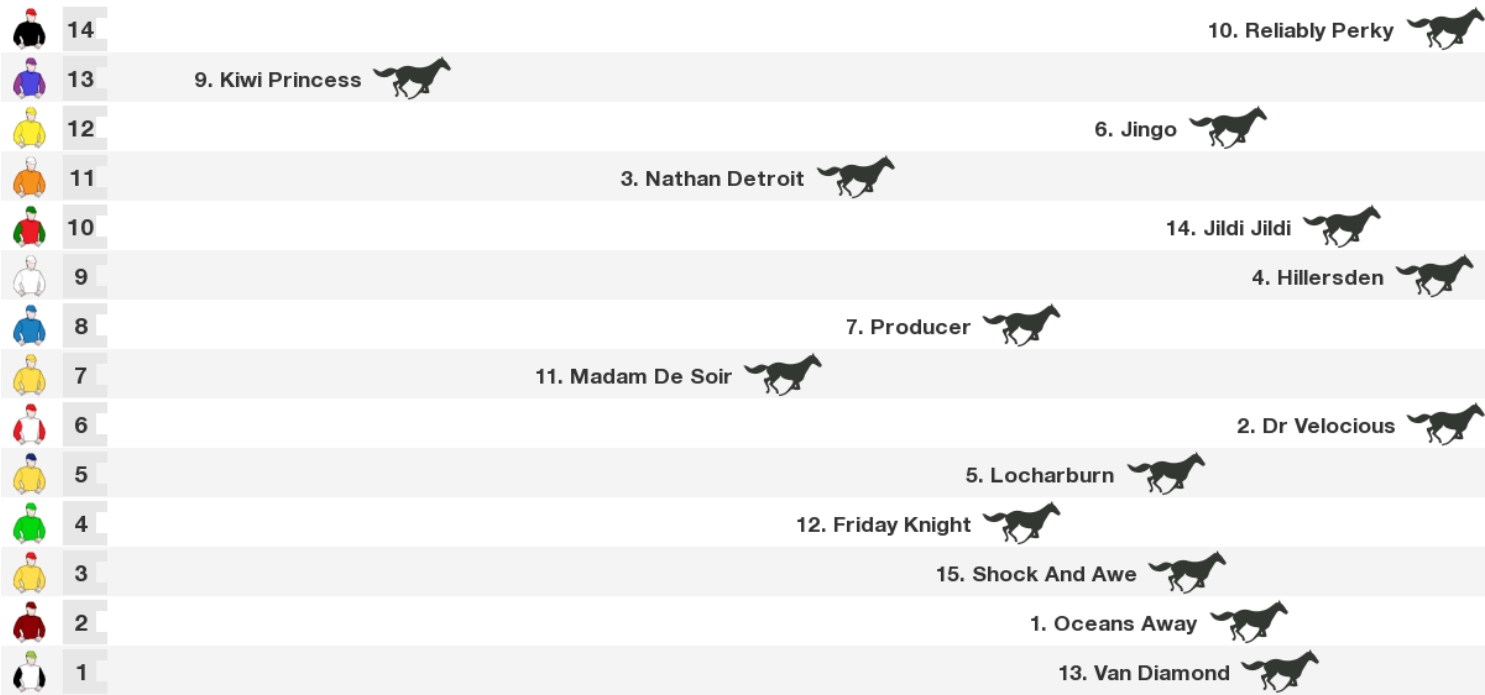 14 10. Reliably Perky
13 9. Kiwi Princess
12 6. Jingo
11 3. Nathan Detroit
10 14. Jildi Jildi
9 4. Hillersden
8 7. Producer
7 11. Madam De Soir
6 2. Dr Velocious
5 5. Locharburn
4 12. Friday Knight
3 15. Shock And Awe
2 1. Oceans Away
1 13. Van Diamond